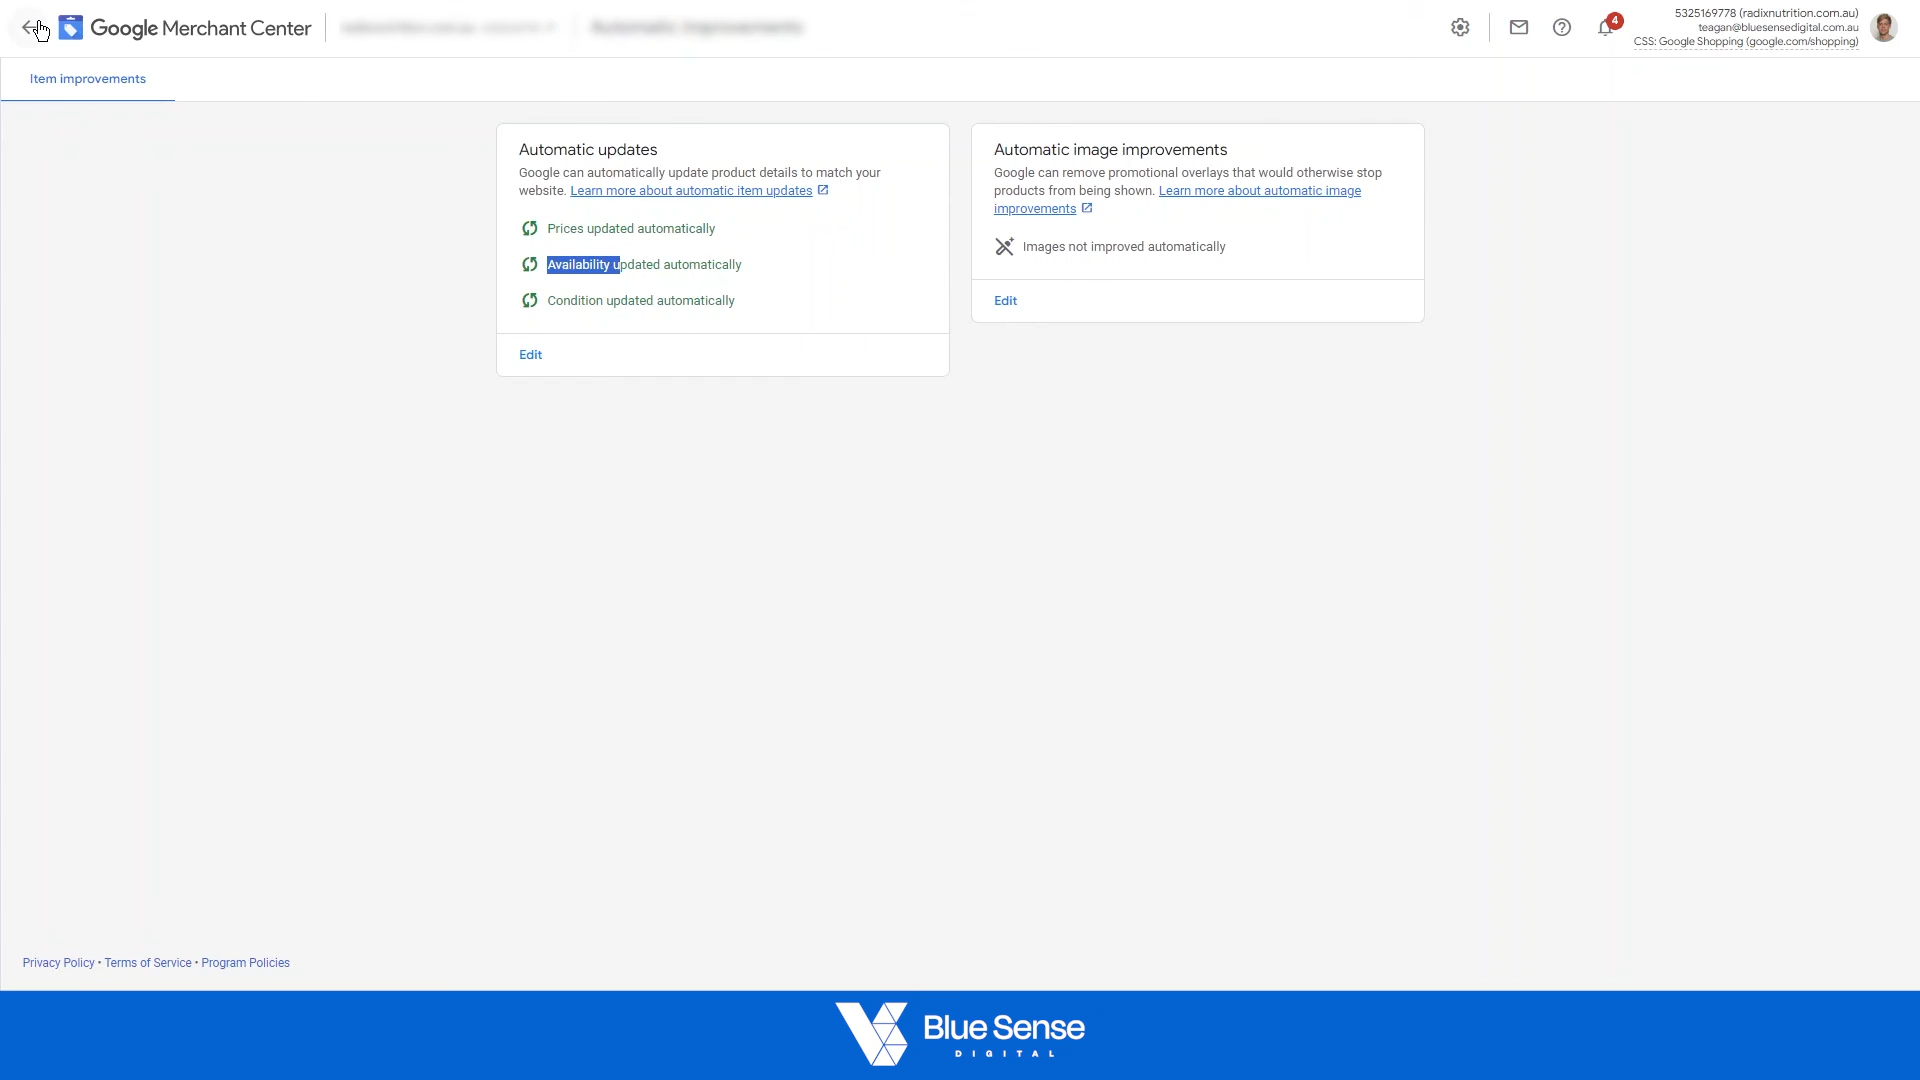 Google Merchant Center
4
5325169778 (radixnutrition.com.au)
teagan@bluesensedigital.com.au
CSS: Google Shopping (google.com/shopping)
Item improvements
Automatic updates
Google can automatically update product details to match your
website. Learn more about automatic item updates
Prices updated automatically
Availability updated automatically
Condition updated automatically
Edit
Automatic image improvements
Google can remove promotional overlays that would otherwise stop
products from being shown. Learn more about automatic image
improvements
Images not improved automatically
Edit
Privacy Policy • Terms of Service • Program Policies
Blue Sense
DIGITAL